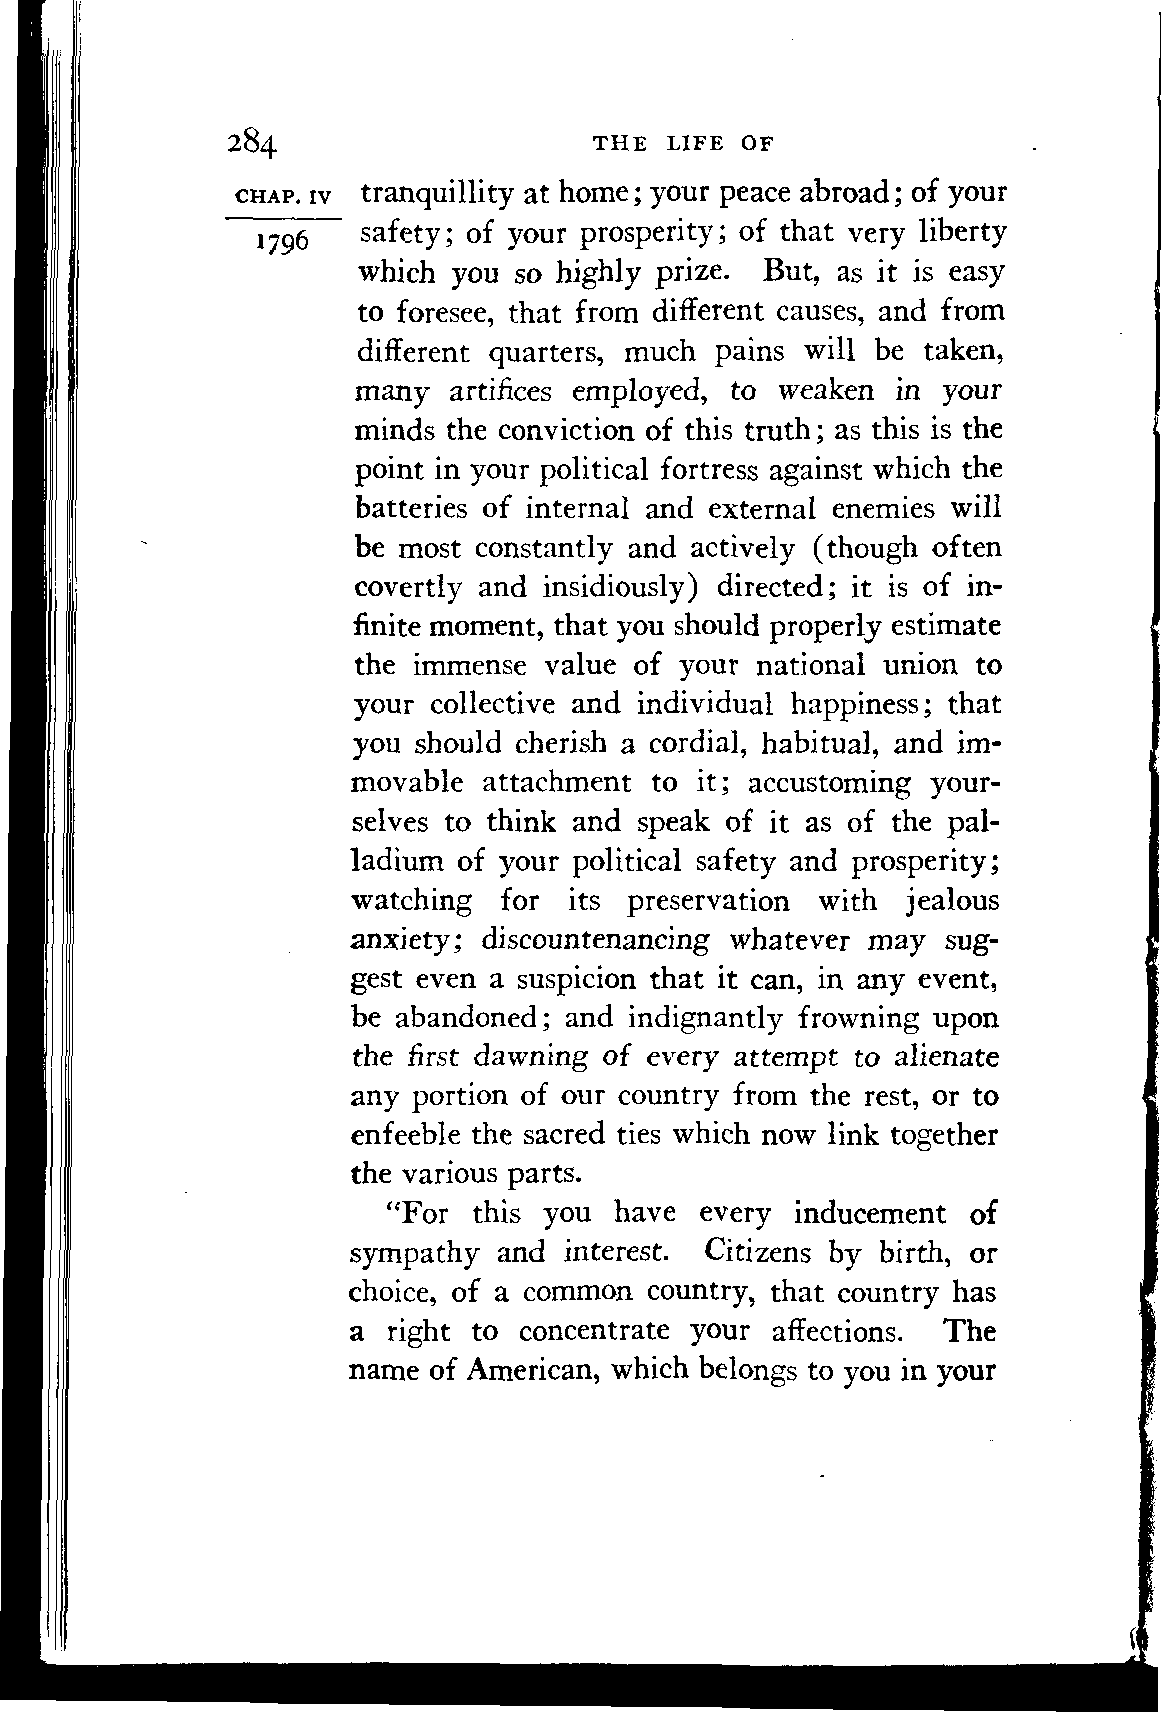 284 THE LIFE OF
CHAP. IV tranquillity at home; your peace abroad; of your
1796 safety; of your prosperity; of that very liberty
which you so highly prize. But, as it is easy
to foresee, that from different causes, and from
different quarters, much pains will be taken,
many artifices employed, to weaken in your
minds the conviction of this truth; as this is the
point in your political fortress against which the
batteries of internal and external enemies will
be most constantly and actively (though often
covertly and insidiously) directed; it is of in-
finite moment, that you should properly estimate
the immense value of your national union to
your collective and individual happiness; that
you should cherish a cordial, habitual, and im-
movable attachment to it; accustoming your-
selves to think and speak of it as of the pal-
ladium of your political safety and prosperity;
watching for its preservation with jealous
anxiety; discountenancing whatever may sug-
gest even a suspicion that it can, in any event,
be abandoned; and indignantly frowning upon
the first dawning of every attempt to alienate
any portion of our country from the rest, or to
enfeeble the sacred ties which now link together
the various parts.
"For this you have every inducement of
sympathy and interest. Citizens by birth, or
choice, of a common country, that country has
a right to concentrate your affections. The
name of American, which belongs to you in your